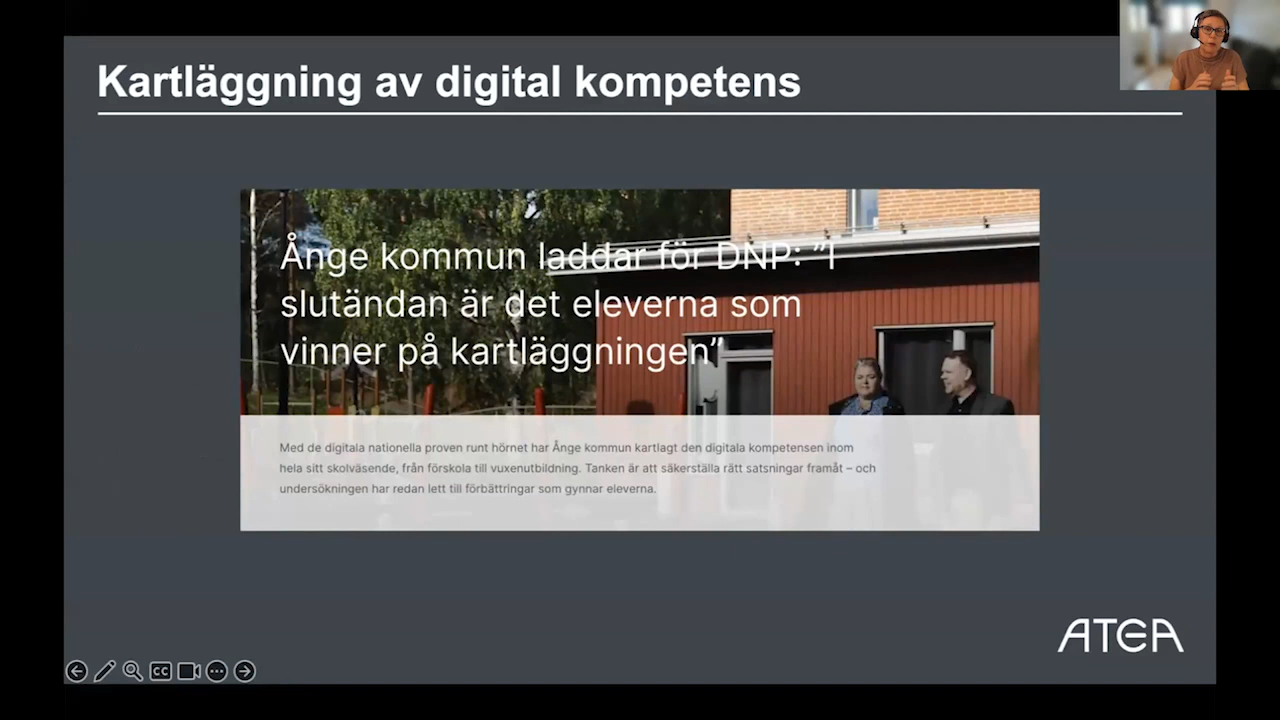 Kartläggning av digital kompetens
Ånge kommun laddar för DNP: ”I
slutändan är det eleverna som
vinner på kartläggningen”
Med de digitala nationella proven runt hörnet har Ånge kommun kartlagt den digitala kompetensen inom
hela sitt skolväsende, från förskola till vuxenutbildning. Tanken är att säkerställa rätt satsningar framåt – och
undersökningen har redan lett till förbättringar som gynnar eleverna.
ATEA
CC